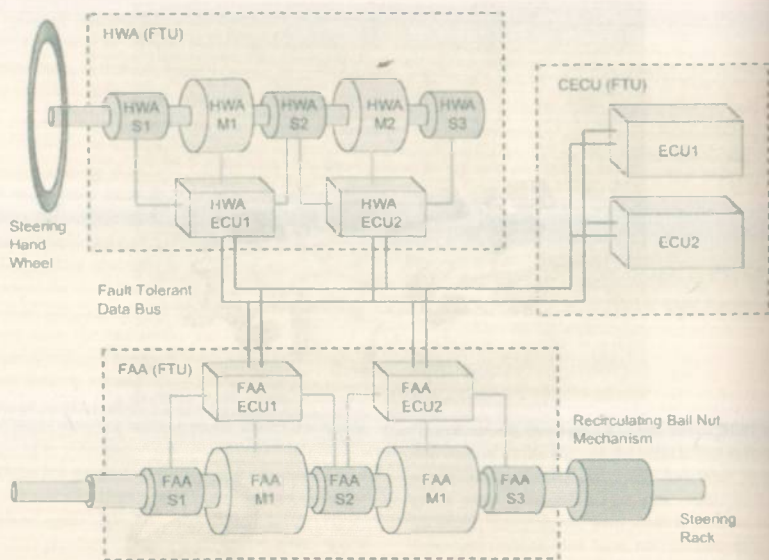 HWA (FTU)
HWA
S1
HWA
M1
HWA
S2
HWA
M2
HWA
S3
HWA
ECU1
HWA
ECU2
Steering
Hand
Wheel
CECU (FTU)
ECU1
ECU2
Fault Tolerant
Data Bus
FAA (FTU)
FAA
ECU1
FAA
ECU2
FAA
S1
FAA
M1
FAA
S2
FAA
M1
FAA
S3
Recirculating Ball Nut
Mechanism
Steering
Rack